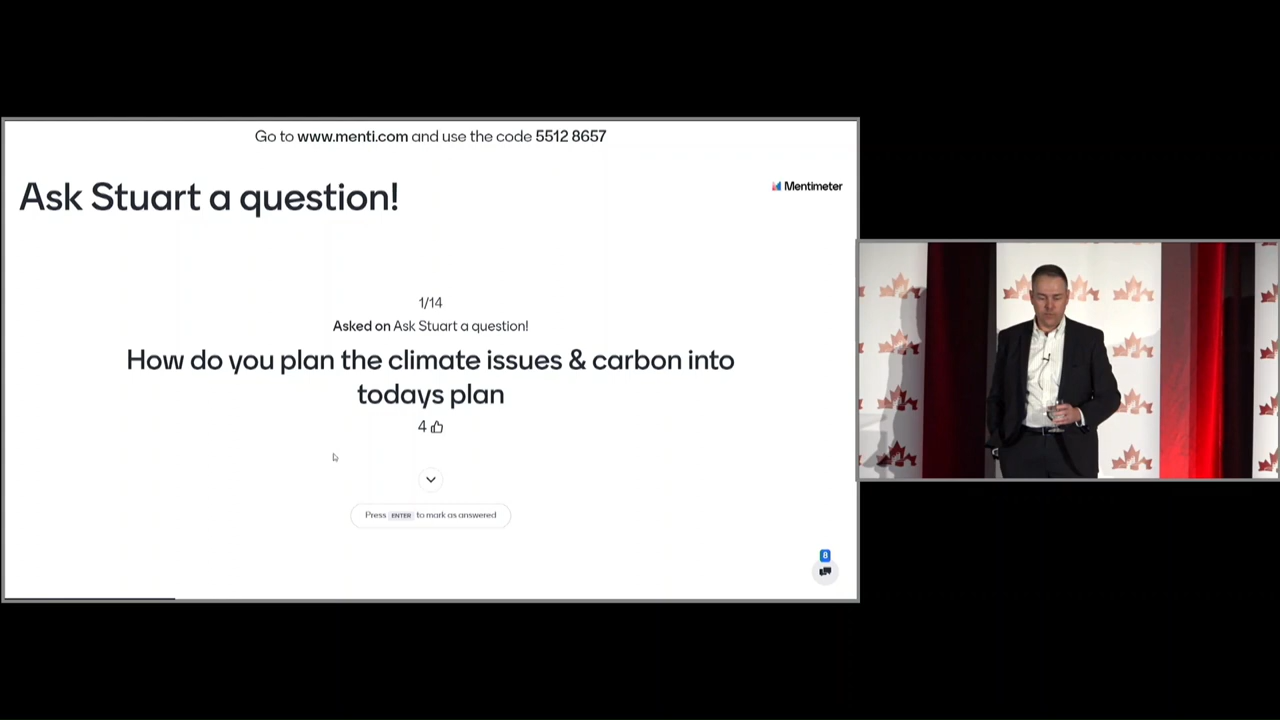 Go to www.menti.com and use the code 5512 8657
Ask Stuart a question!
Mentimeter
1/14
Asked on Ask Stuart a question!
How do you plan the climate issues & carbon into
todays plan
4
Press ENTER to mark as answered
8